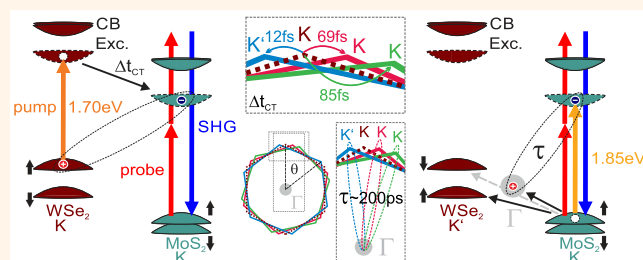 CB
Exc.
Δt_CT
pump
1.70eV
SHG
probe
WSe₂
K
MoS₂
K
K'
12fs
K
69fs
K
K
Δt_CT
85fs
θ
Γ
K'
K
K
K
τ~200ps
Γ
CB
Exc.
τ
1.85eV
Γ
WSe₂
K'
MoS₂
K